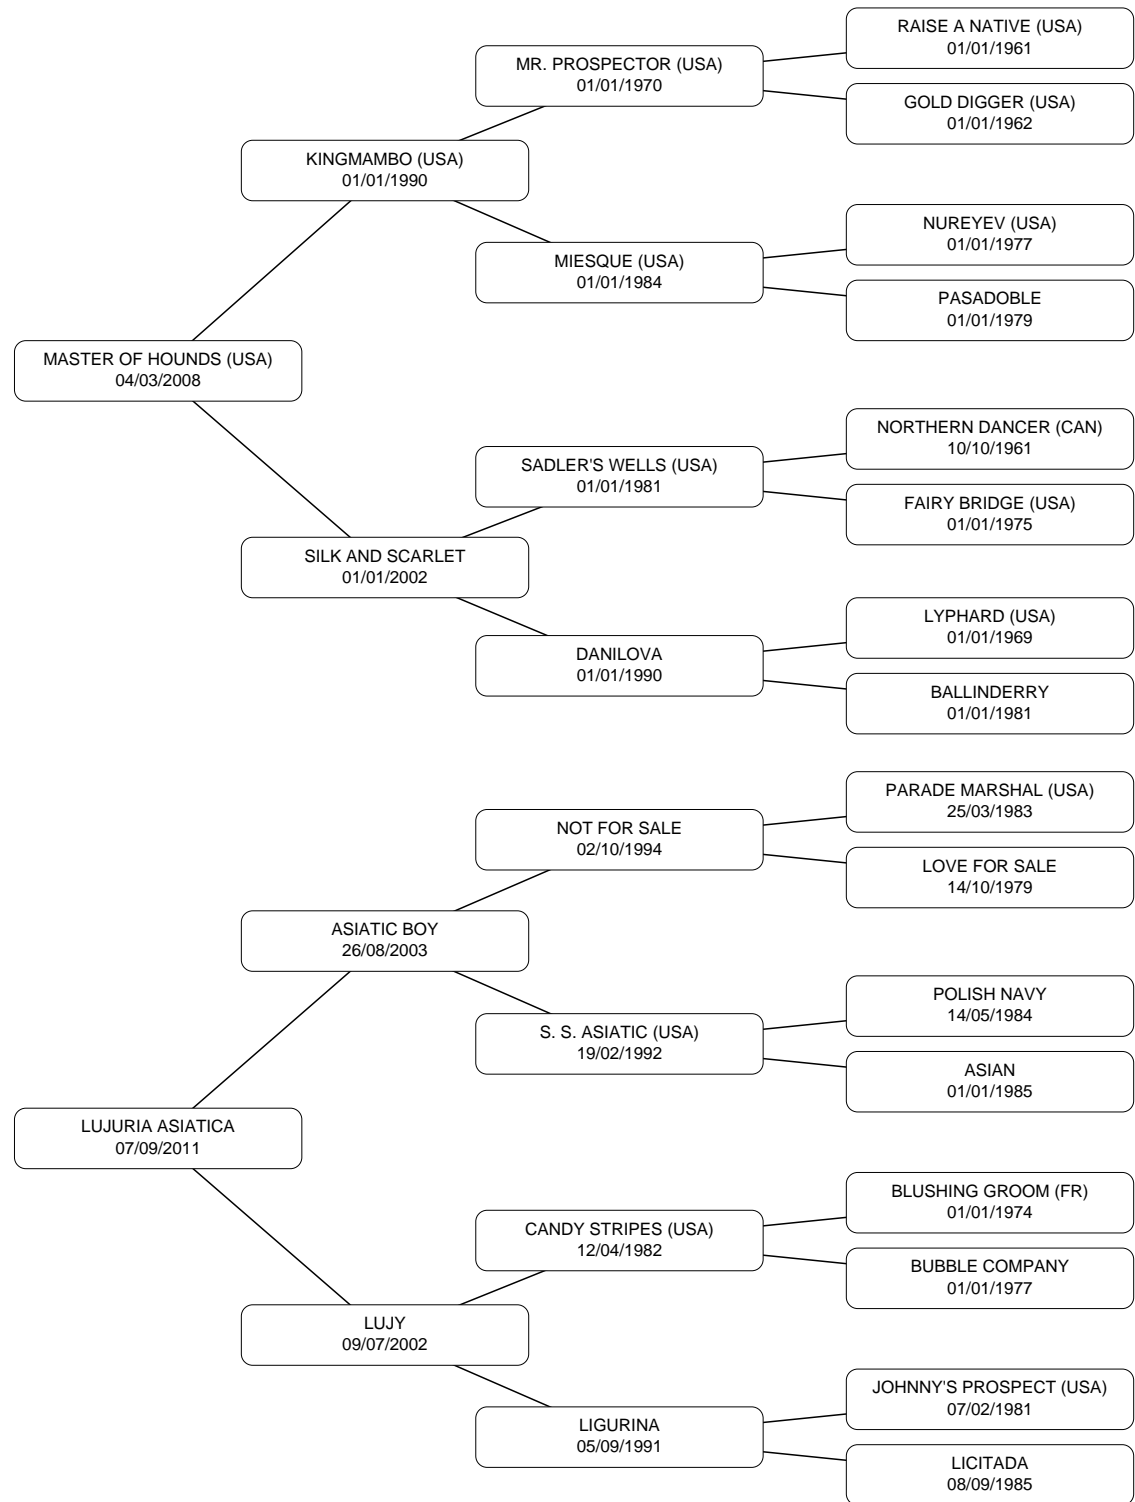 RAISE A NATIVE (USA)
01/01/1961
MR. PROSPECTOR (USA)
01/01/1970
GOLD DIGGER (USA)
01/01/1962
KINGMAMBO (USA)
01/01/1990
NUREYEV (USA)
01/01/1977
MIESQUE (USA)
01/01/1984
PASADOBLE
01/01/1979
MASTER OF HOUNDS (USA)
04/03/2008
NORTHERN DANCER (CAN)
10/10/1961
SADLER'S WELLS (USA)
01/01/1981
FAIRY BRIDGE (USA)
01/01/1975
SILK AND SCARLET
01/01/2002
LYPHARD (USA)
01/01/1969
DANILOVA
01/01/1990
BALLINDERRY
01/01/1981
PARADE MARSHAL (USA)
25/03/1983
NOT FOR SALE
02/10/1994
LOVE FOR SALE
14/10/1979
ASIATIC BOY
26/08/2003
POLISH NAVY
14/05/1984
S. S. ASIATIC (USA)
19/02/1992
ASIAN
01/01/1985
LUJURIA ASIATICA
07/09/2011
BLUSHING GROOM (FR)
01/01/1974
CANDY STRIPES (USA)
12/04/1982
BUBBLE COMPANY
01/01/1977
LUJY
09/07/2002
JOHNNY'S PROSPECT (USA)
07/02/1981
LIGURINA
05/09/1991
LICITADA
08/09/1985